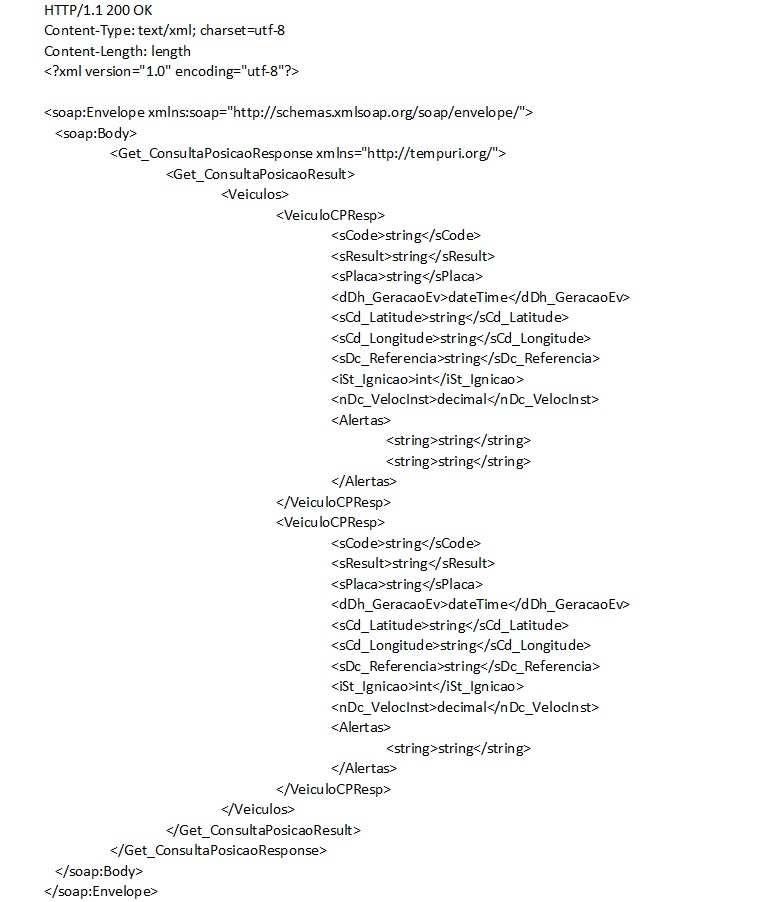 HTTP/1.1 200 OK
Content-Type: text/xml; charset=utf-8
Content-Length: length
<?xml version="1.0" encoding="utf-8"?>
<soap:Envelope xmlns:soap="http://schemas.xmlsoap.org/soap/envelope/">
<soap:Body>
<Get_ConsultaPosicaoResponse xmlns="http://tempuri.org/">
<Get_ConsultaPosicaoResult>
<Veiculos>
<VeiculoCPResp>
<sCode>string</sCode>
<sResult>string</sResult>
<sPlaca>string</sPlaca>
<dDh_GeracaoEv>dateTime</dDh_GeracaoEv>
<sCd_Latitude>string</sCd_Latitude>
<sCd_Longitude>string</sCd_Longitude>
<sDc_Referencia>string</sDc_Referencia>
<iSt_Ignicao>int</iSt_Ignicao>
<nDc_VelocInst>decimal</nDc_VelocInst>
<Alertas>
<string>string</string>
<string>string</string>
</Alertas>
</VeiculoCPResp>
<VeiculoCPResp>
<sCode>string</sCode>
<sResult>string</sResult>
<sPlaca>string</sPlaca>
<dDh_GeracaoEv>dateTime</dDh_GeracaoEv>
<sCd_Latitude>string</sCd_Latitude>
<sCd_Longitude>string</sCd_Longitude>
<sDc_Referencia>string</sDc_Referencia>
<iSt_Ignicao>int</iSt_Ignicao>
<nDc_VelocInst>decimal</nDc_VelocInst>
<Alertas>
<string>string</string>
</Alertas>
</VeiculoCPResp>
</Veiculos>
</Get_ConsultaPosicaoResult>
</Get_ConsultaPosicaoResponse>
</soap:Body>
</soap:Envelope>